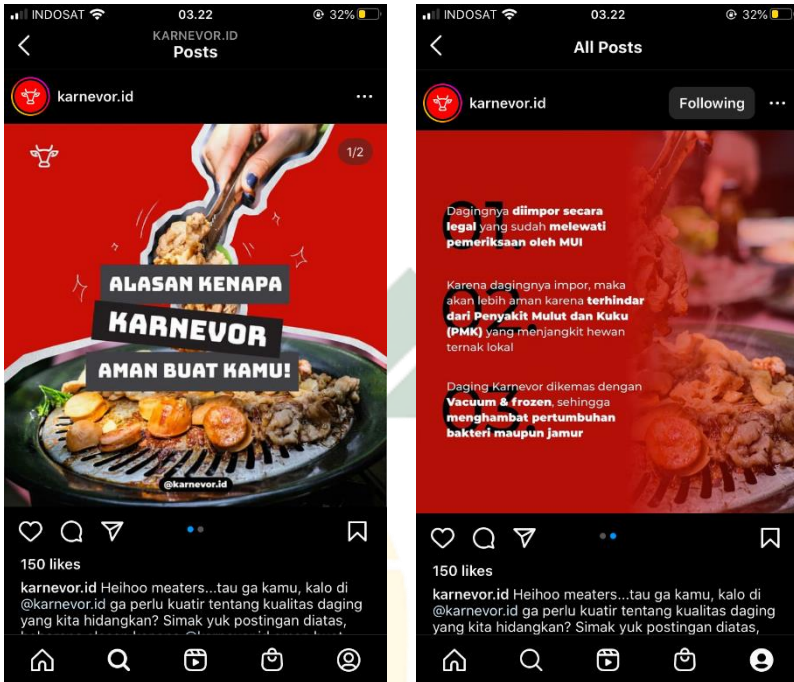 INDOSAT 03.22 32%
KARNEVOR.ID
Posts
karnevor.id
1/2
ALASAN KENAPA
KARNEVOR
AMAN BUAT KAMU!
@karnevor.id
150 likes
karnevor.id Heihoo meaters...tau ga kamu, kalo di
@karnevor.id ga perlu kuatir tentang kualitas daging
yang kita hidangkan? Simak yuk postingan diatas,
INDOSAT 03.22 32%
All Posts
karnevor.id Following
01.
Dagingnya diimpor secara
legal yang sudah melewati
pemeriksaan oleh MUI
02.
Karena dagingnya impor, maka
akan lebih aman karena terhindar
dari Penyakit Mulut dan Kuku
(PMK) yang menjangkit hewan
ternak lokal
03.
Daging Karnevor dikemas dengan
Vacuum & frozen, sehingga
menghambat pertumbuhan
bakteri maupun jamur
150 likes
karnevor.id Heihoo meaters...tau ga kamu, kalo di
@karnevor.id ga perlu kuatir tentang kualitas daging
yang kita hidangkan? Simak yuk postingan diatas,